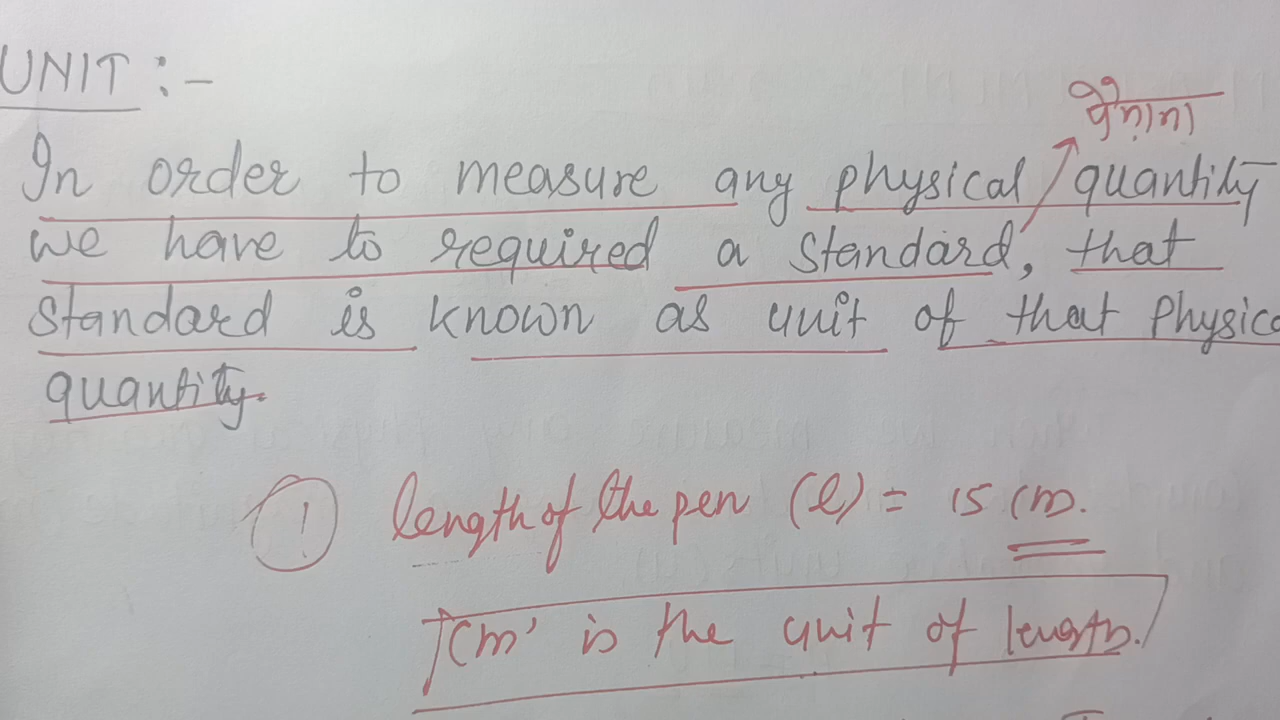 UNIT :-
पैमाना
In order to measure any physical quantity
we have to required a standard, that
standard is known as unit of that Physic
quantity.
1 length of the pen (l) = 15 cm.
'cm' is the unit of length.